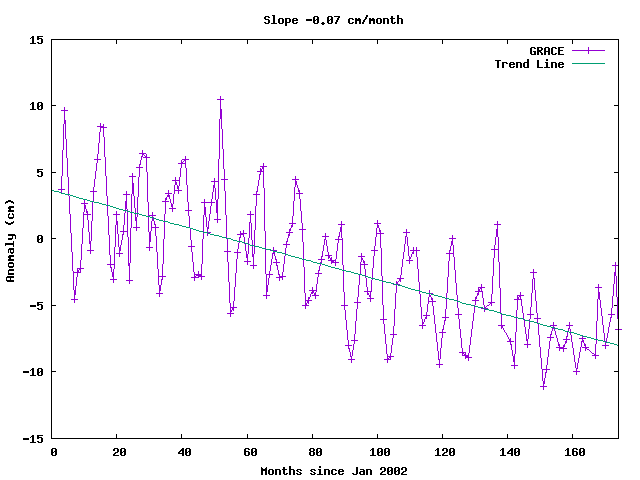 Slope -0.07 cm/month
GRACE
Trend Line
15
10
5
0
-5
-10
-15
Anomaly (cm)
0 20 40 60 80 100 120 140 160
Months since Jan 2002